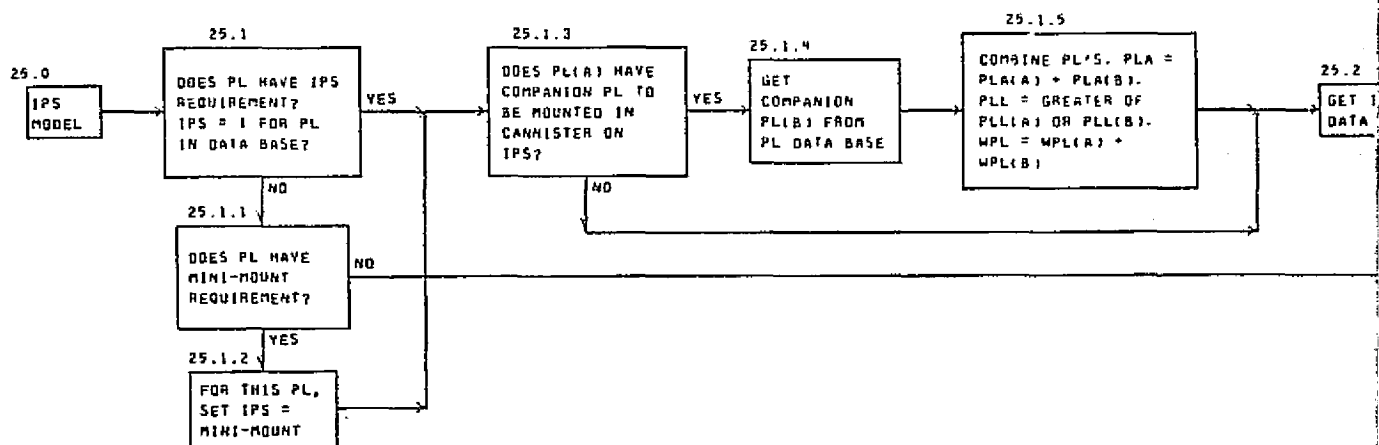 25.0
IPS
MODEL
25.1
DOES PL HAVE IPS
REQUIREMENT?
IPS = 1 FOR PL
IN DATA BASE?
YES
NO
25.1.1
DOES PL HAVE
MINI-MOUNT
REQUIREMENT?
NO
YES
25.1.2
FOR THIS PL,
SET IPS =
MINI-MOUNT
25.1.3
DOES PL(A) HAVE
COMPANION PL TO
BE MOUNTED IN
CANNISTER ON
IPS?
YES
NO
25.1.4
GET
COMPANION
PL(B) FROM
PL DATA BASE
25.1.5
COMBINE PL'S. PLA =
PLA(A) + PLA(B).
PLL = GREATER OF
PLL(A) OR PLL(B).
WPL = WPL(A) +
WPL(B)
25.2
GET
DATA